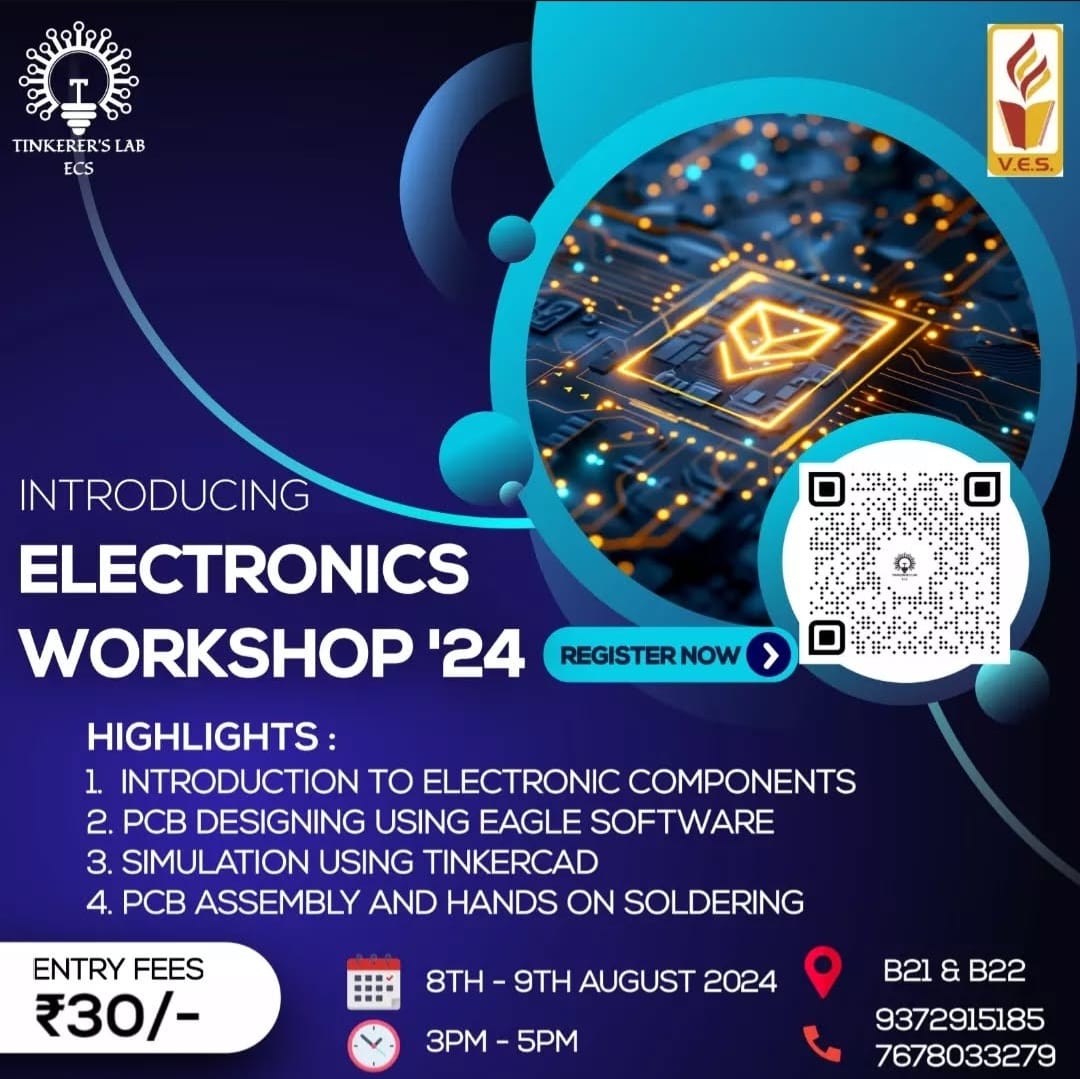 TINKERER'S LAB
ECS
V.E.S.
INTRODUCING
ELECTRONICS
WORKSHOP '24
REGISTER NOW
HIGHLIGHTS :
1. INTRODUCTION TO ELECTRONIC COMPONENTS
2. PCB DESIGNING USING EAGLE SOFTWARE
3. SIMULATION USING TINKERCAD
4. PCB ASSEMBLY AND HANDS ON SOLDERING
ENTRY FEES
₹30/-
8TH - 9TH AUGUST 2024
3PM - 5PM
B21 & B22
9372915185
7678033279